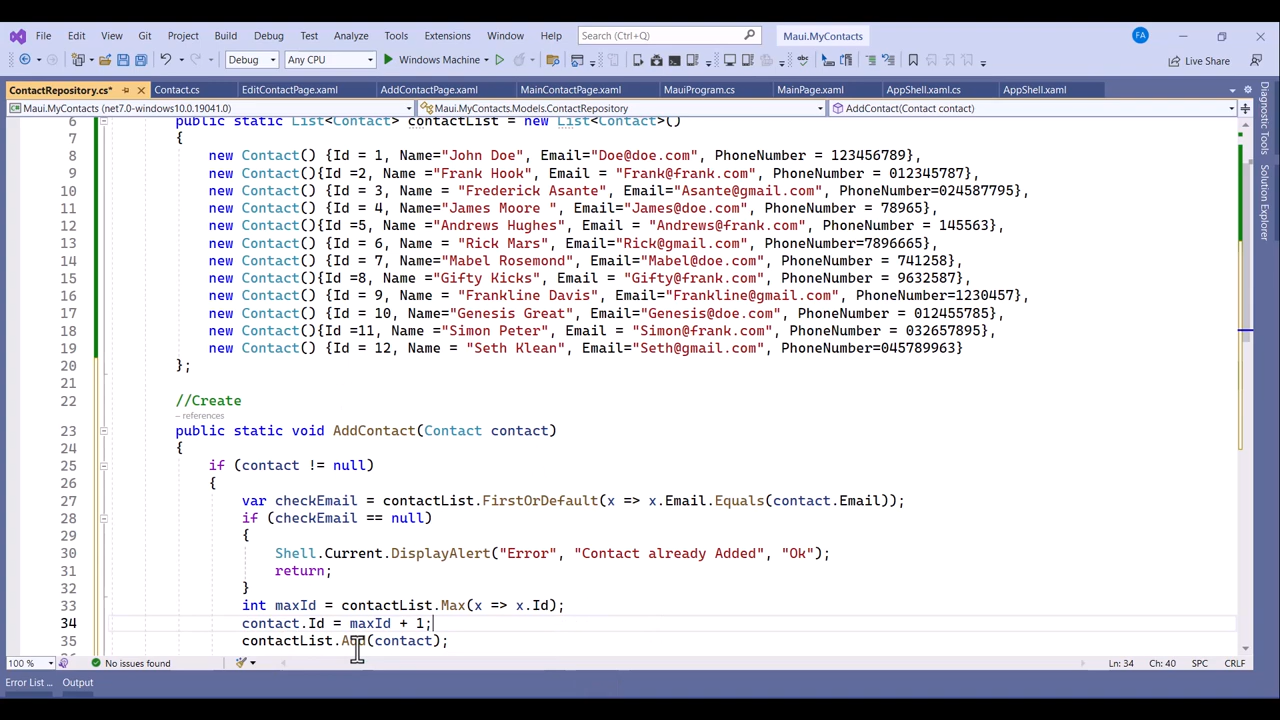 File Edit View Git Project Build Debug Test Analyze Tools Extensions Window Help Search (Ctrl+Q) Maui.MyContacts FA
Debug Any CPU Windows Machine Live Share
ContactRepository.cs* Contact.cs EditContactPage.xaml AddContactPage.xaml MainContactPage.xaml MauiProgram.cs MainPage.xaml AppShell.xaml.cs AppShell.xaml
Maui.MyContacts (net7.0-windows10.0.19041.0) Maui.MyContacts.Models.ContactRepository AddContact(Contact contact)
6 public static List<Contact> contactList = new List<Contact>()
7 {
8 new Contact() {Id = 1, Name="John Doe", Email="Doe@doe.com", PhoneNumber = 123456789},
9 new Contact(){Id =2, Name ="Frank Hook", Email = "Frank@frank.com", PhoneNumber = 012345787},
10 new Contact() {Id = 3, Name = "Frederick Asante", Email="Asante@gmail.com", PhoneNumber=024587795},
11 new Contact() {Id = 4, Name="James Moore ", Email="James@doe.com", PhoneNumber = 78965},
12 new Contact(){Id =5, Name ="Andrews Hughes", Email = "Andrews@frank.com", PhoneNumber = 145563},
13 new Contact() {Id = 6, Name = "Rick Mars", Email="Rick@gmail.com", PhoneNumber=7896665},
14 new Contact() {Id = 7, Name="Mabel Rosemond", Email="Mabel@doe.com", PhoneNumber = 741258},
15 new Contact(){Id =8, Name ="Gifty Kicks", Email = "Gifty@frank.com", PhoneNumber = 9632587},
16 new Contact() {Id = 9, Name = "Frankline Davis", Email="Frankline@gmail.com", PhoneNumber=1230457},
17 new Contact() {Id = 10, Name="Genesis Great", Email="Genesis@doe.com", PhoneNumber = 012455785},
18 new Contact(){Id =11, Name ="Simon Peter", Email = "Simon@frank.com", PhoneNumber = 032657895},
19 new Contact() {Id = 12, Name = "Seth Klean", Email="Seth@gmail.com", PhoneNumber=045789963}
20 };
21
22 //Create
– references
23 public static void AddContact(Contact contact)
24 {
25 if (contact != null)
26 {
27 var checkEmail = contactList.FirstOrDefault(x => x.Email.Equals(contact.Email));
28 if (checkEmail == null)
29 {
30 Shell.Current.DisplayAlert("Error", "Contact already Added", "Ok");
31 return;
32 }
33 int maxId = contactList.Max(x => x.Id);
34 contact.Id = maxId + 1;
35 contactList.Add(contact);
100 % No issues found Ln: 34 Ch: 40 SPC CRLF
Error List ... Output
Diagnostic Tools
Solution Explorer